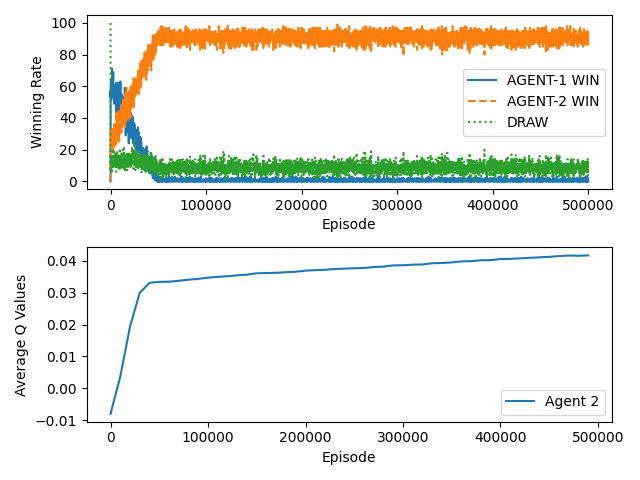 100
80
60
40
20
0
Winning Rate
AGENT-1 WIN
AGENT-2 WIN
DRAW
0 100000 200000 300000 400000 500000
Episode
0.04
0.03
0.02
0.01
0.00
−0.01
Average Q Values
Agent 2
0 100000 200000 300000 400000 500000
Episode